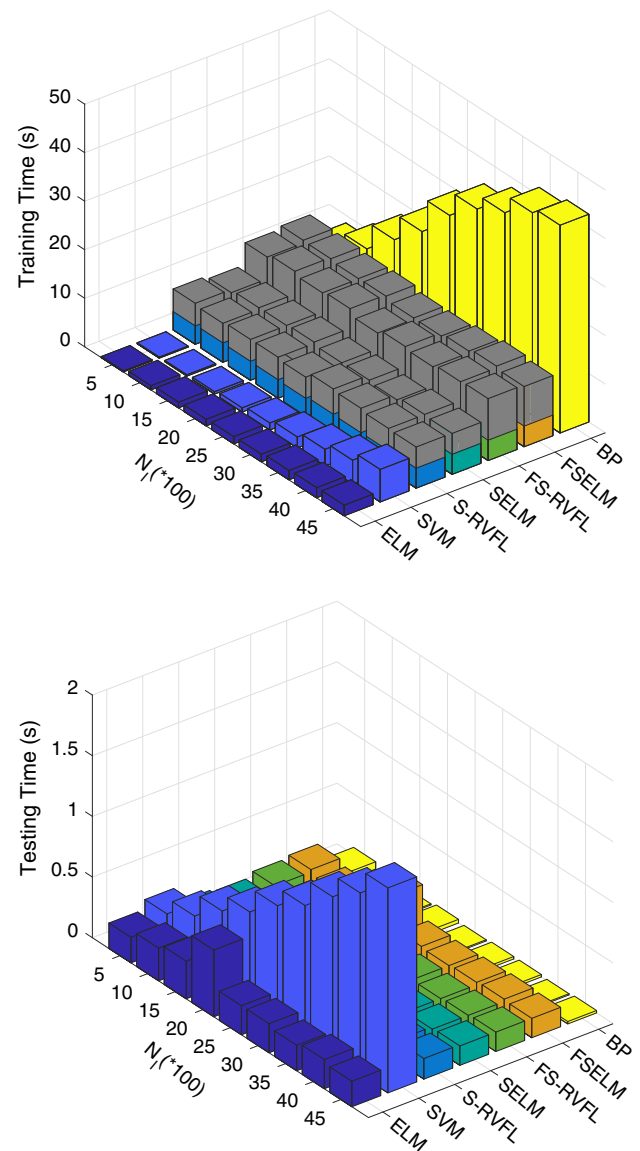 50
40
30
20
10
0
Training Time (s)
5
10
15
20
25
30
35
40
45
N_l(*100)
ELM
SVM
S-RVFL
SELM
FS-RVFL
FSELM
BP
2
1.5
1
0.5
0
Testing Time (s)
5
10
15
20
25
30
35
40
45
N_l(*100)
ELM
SVM
S-RVFL
SELM
FS-RVFL
FSELM
BP